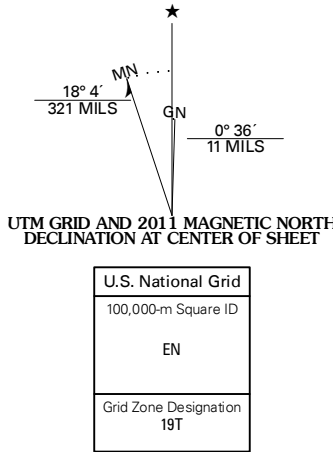 ★
MN
GN
18° 4´
321 MILS
0° 36´
11 MILS
UTM GRID AND 2011 MAGNETIC NORTH
DECLINATION AT CENTER OF SHEET
U.S. National Grid
100,000-m Square ID
EN
Grid Zone Designation
19T